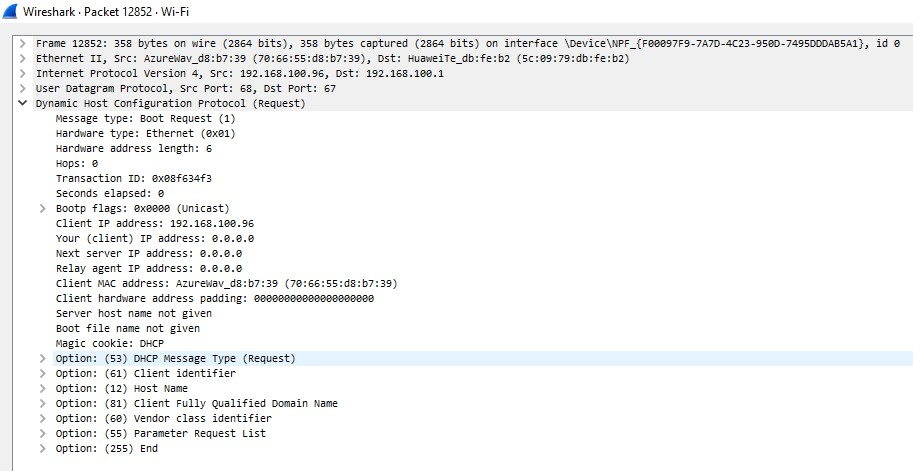 Wireshark · Packet 12852 · Wi-Fi
Frame 12852: 358 bytes on wire (2864 bits), 358 bytes captured (2864 bits) on interface \Device\NPF_{F00097F9-7A7D-4C23-950D-7495DDDAB5A1}, id 0
Ethernet II, Src: AzureWav_d8:b7:39 (70:66:55:d8:b7:39), Dst: HuaweiTe_db:fe:b2 (5c:09:79:db:fe:b2)
Internet Protocol Version 4, Src: 192.168.100.96, Dst: 192.168.100.1
User Datagram Protocol, Src Port: 68, Dst Port: 67
Dynamic Host Configuration Protocol (Request)
Message type: Boot Request (1)
Hardware type: Ethernet (0x01)
Hardware address length: 6
Hops: 0
Transaction ID: 0x08f634f3
Seconds elapsed: 0
Bootp flags: 0x0000 (Unicast)
Client IP address: 192.168.100.96
Your (client) IP address: 0.0.0.0
Next server IP address: 0.0.0.0
Relay agent IP address: 0.0.0.0
Client MAC address: AzureWav_d8:b7:39 (70:66:55:d8:b7:39)
Client hardware address padding: 00000000000000000000
Server host name not given
Boot file name not given
Magic cookie: DHCP
Option: (53) DHCP Message Type (Request)
Option: (61) Client identifier
Option: (12) Host Name
Option: (81) Client Fully Qualified Domain Name
Option: (60) Vendor class identifier
Option: (55) Parameter Request List
Option: (255) End